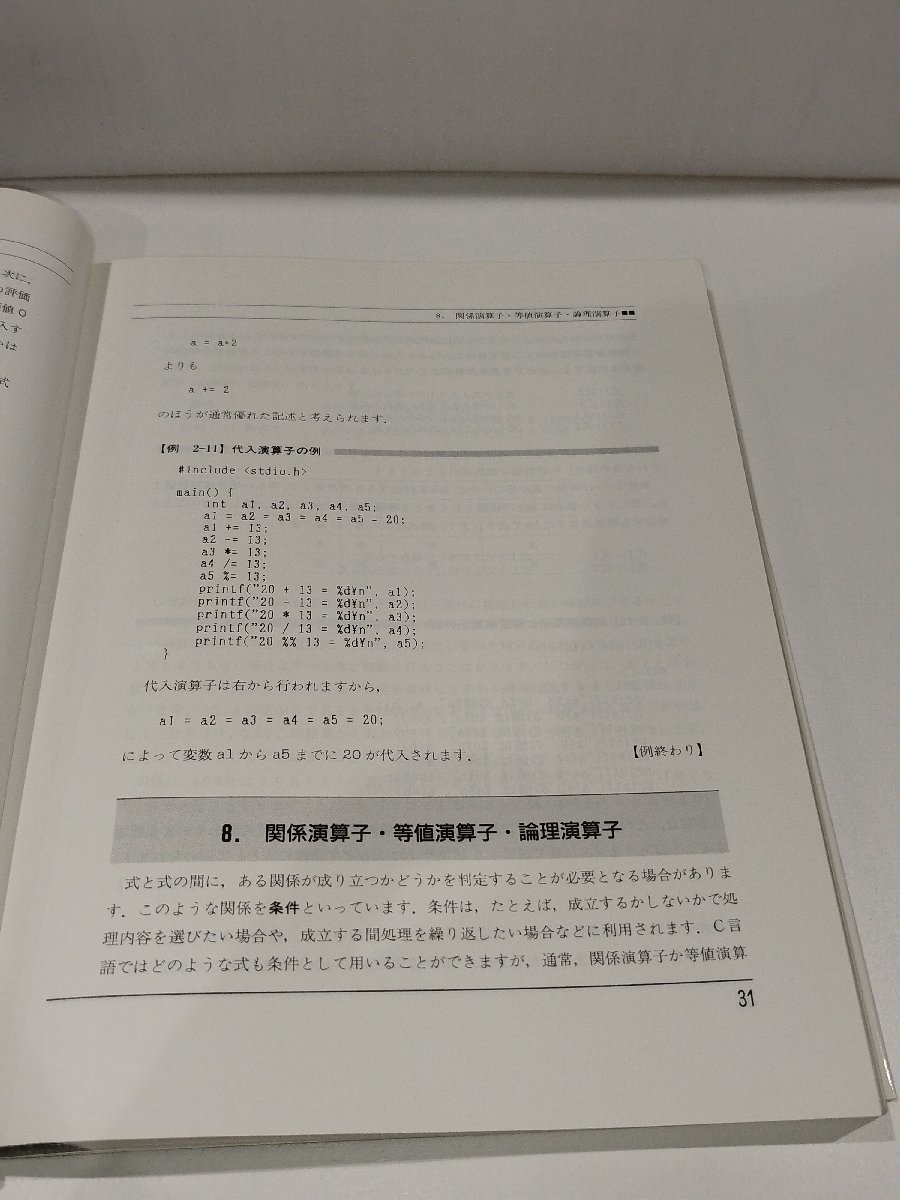 次に,
の評価
値0
入す
かは
式
8. 関係演算子・等値演算子・論理演算子■■
a = a+2
よりも
a += 2
のほうが通常優れた記述と考えられます.
【例 2-11】代入演算子の例
#include <stdio.h>
main() {
int a1, a2, a3, a4, a5;
a1 = a2 = a3 = a4 = a5 = 20;
a1 += 13;
a2 -= 13;
a3 *= 13;
a4 /= 13;
a5 %= 13;
printf("20 + 13 = %d¥n", a1);
printf("20 - 13 = %d¥n", a2);
printf("20 * 13 = %d¥n", a3);
printf("20 / 13 = %d¥n", a4);
printf("20 %% 13 = %d¥n", a5);
}
代入演算子は右から行われますから,
a1 = a2 = a3 = a4 = a5 = 20;
によって変数 a1 から a5 までに 20 が代入されます. 【例終わり】
8. 関係演算子・等値演算子・論理演算子
式と式の間に, ある関係が成り立つかどうかを判定することが必要となる場合がありま
す. このような関係を条件といっています. 条件は, たとえば, 成立するかしないかで処
理内容を選びたい場合や, 成立する間処理を繰り返したい場合などに利用されます. C言
語ではどのような式も条件として用いることができますが, 通常, 関係演算子か等値演算
31